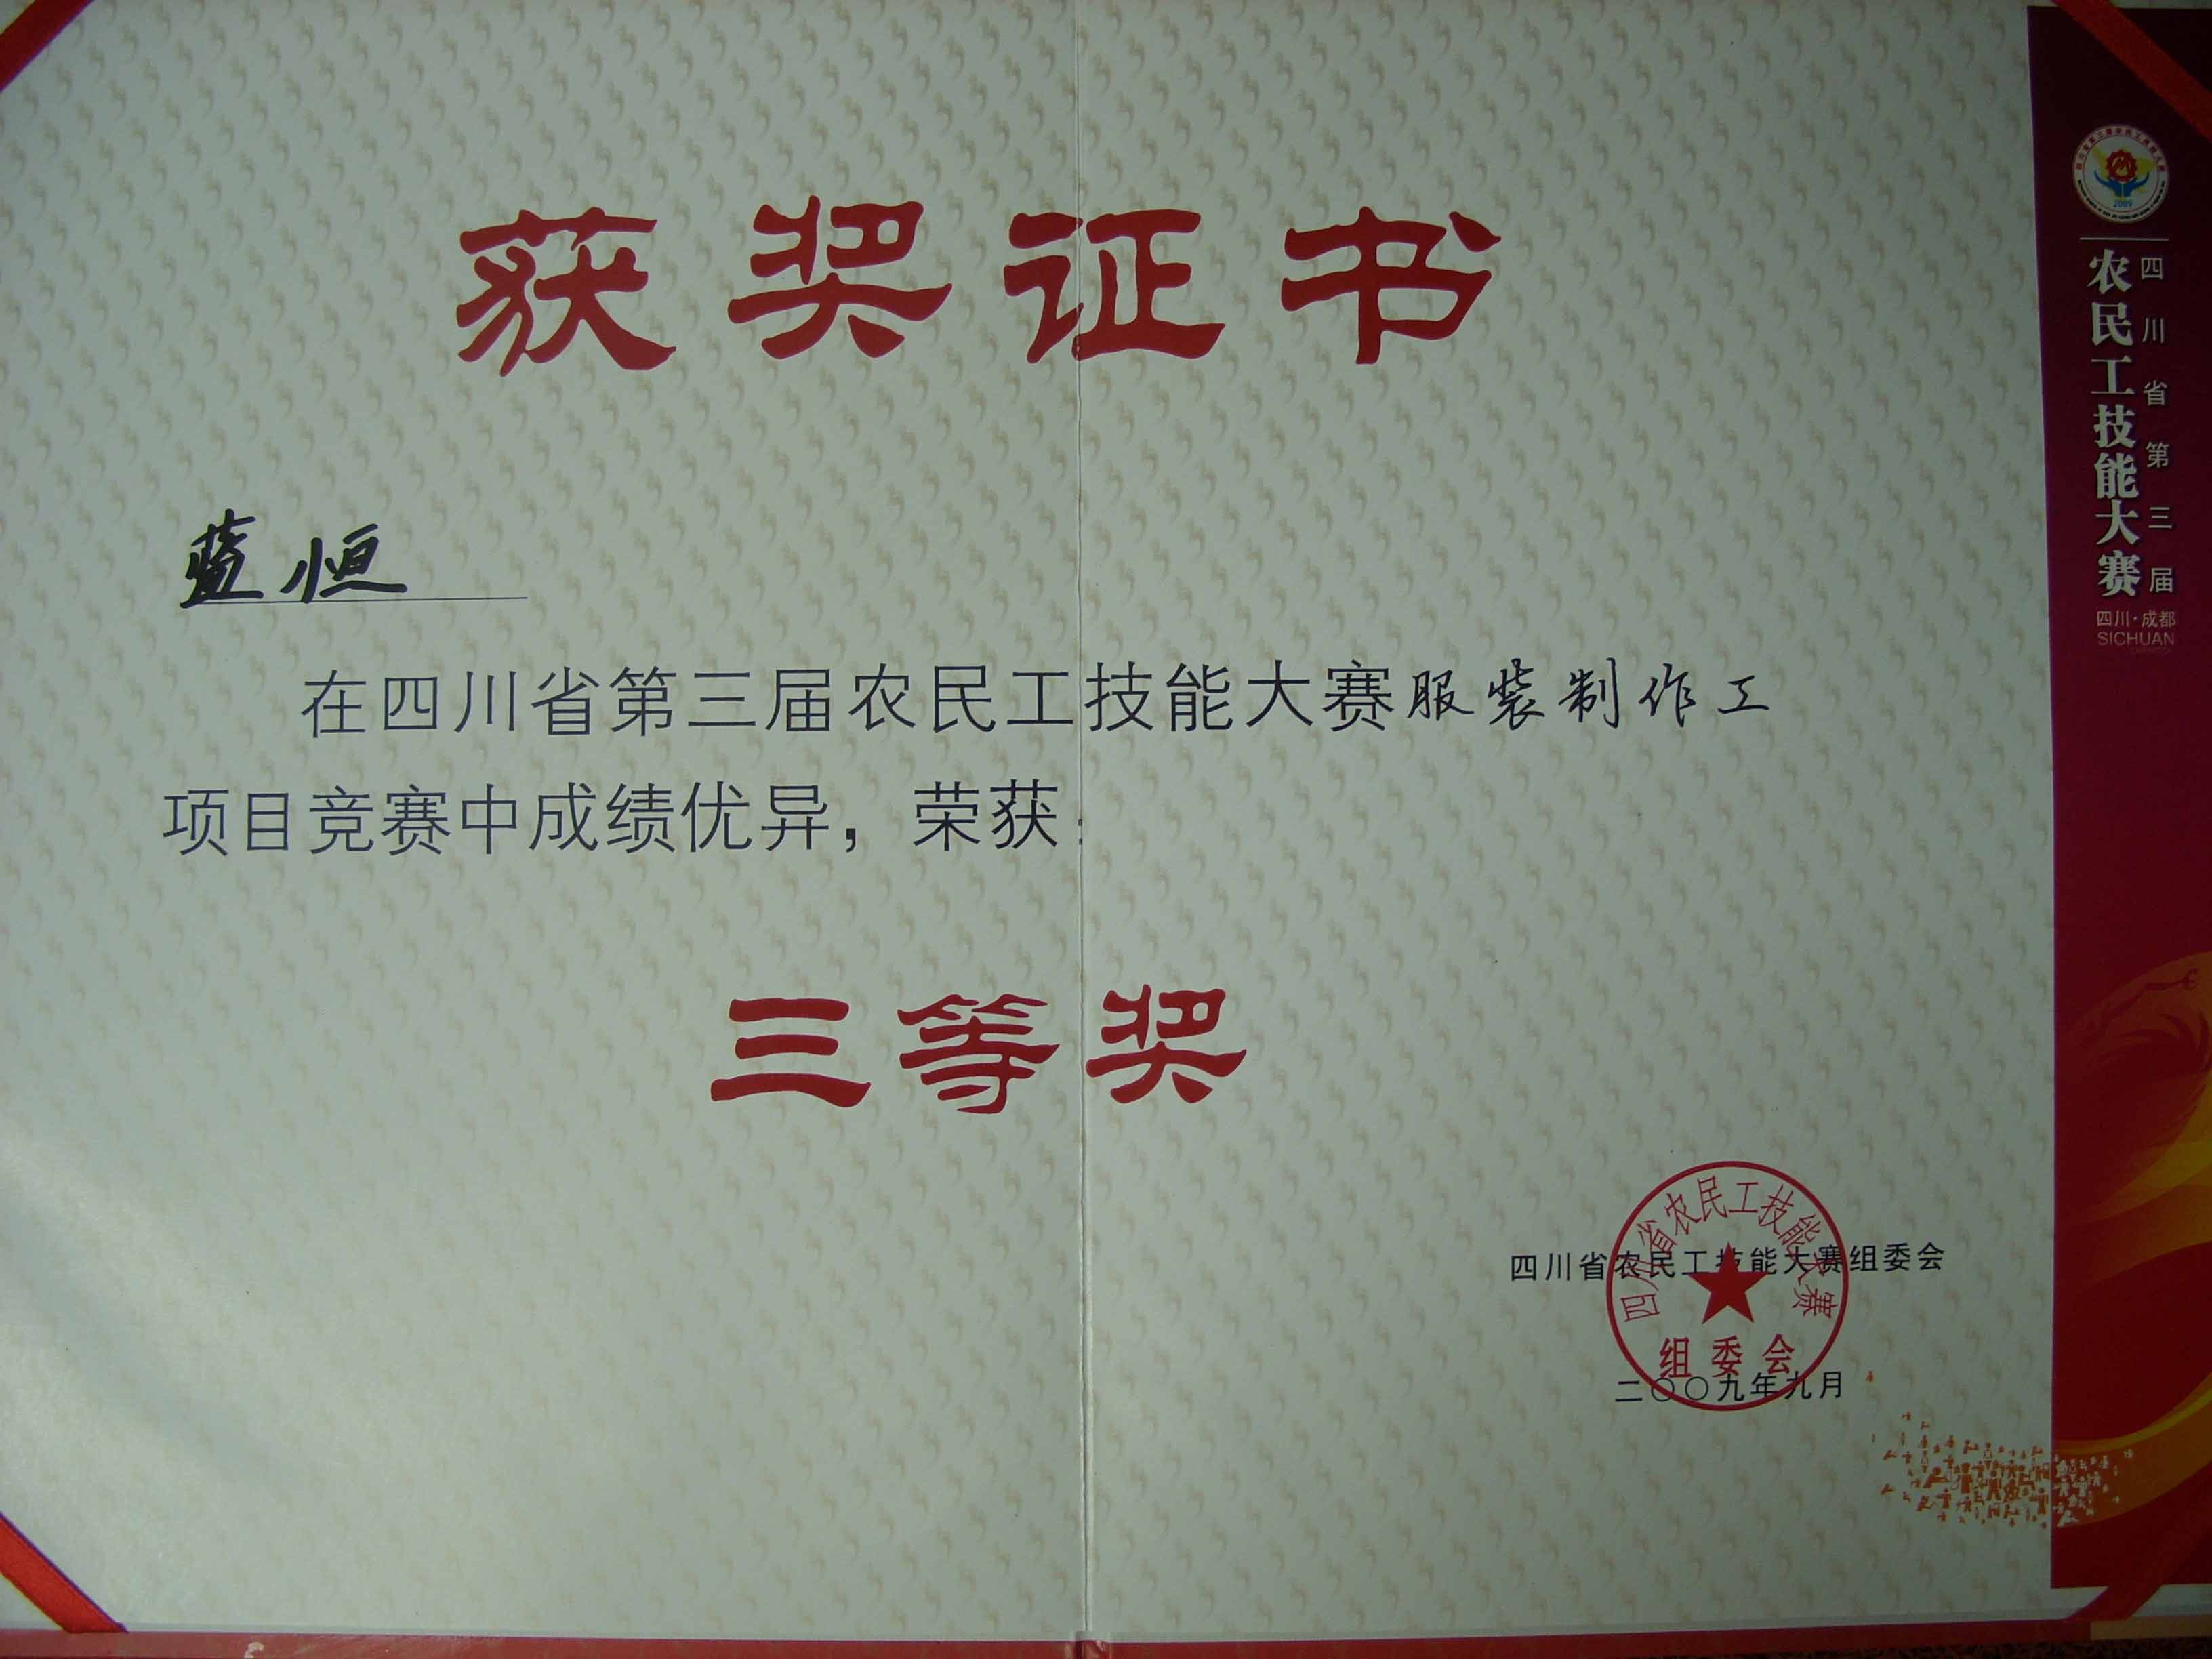 获奖证书
蓝恒
在四川省第三届农民工技能大赛服装制作工
项目竞赛中成绩优异，荣获：
三等奖
四川省农民工技能大赛组委会
二〇〇九年九月
四川省农民工技能大赛
组委会
2009
四川省第三届
农民工技能大赛
四川·成都
SICHUAN